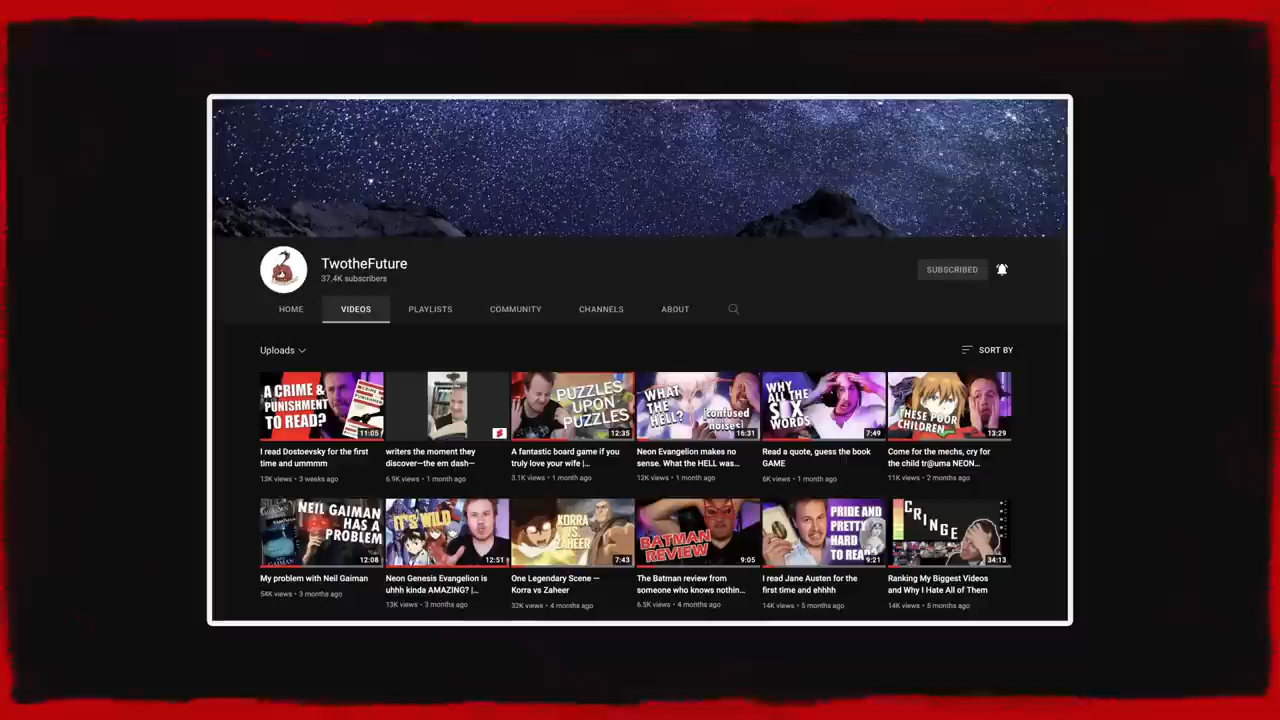 TwotheFuture
37.4K subscribers
SUBSCRIBED
HOME VIDEOS PLAYLISTS COMMUNITY CHANNELS ABOUT
Uploads
SORT BY
A CRIME &
PUNISHMENT
TO READ?
CRIME
PUNISHMENT
11:05
I read Dostoevsky for the first
time and ummmm
13K views • 3 weeks ago
writers the moment they
discover—the em dash—
6.9K views • 1 month ago
PUZZLES
UPON
PUZZLES
12:35
A fantastic board game if you
truly love your wife |...
3.1K views • 1 month ago
WHAT
THE
HELL?
[confused
noises]
16:31
Neon Evangelion makes no
sense. What the HELL was...
12K views • 1 month ago
WHY
ALL THE
S X
WORDS
7:49
Read a quote, guess the book
GAME
6K views • 1 month ago
THESE POOR
CHILDREN
13:29
Come for the mechs, cry for
the child tr@uma NEON...
11K views • 2 months ago
NEIL GAIMAN
HAS A
PROBLEM
12:08
My problem with Neil Gaiman
54K views • 3 months ago
IT'S WILD
12:51
Neon Genesis Evangelion is
uhhh kinda AMAZING? |...
13K views • 3 months ago
KORRA
VS.
ZAHEER
7:43
One Legendary Scene —
Korra vs Zaheer
32K views • 4 months ago
BATMAN
REVIEW
9:05
The Batman review from
someone who knows nothin...
6.5K views • 4 months ago
PRIDE AND
PRETTY
HARD
TO READ
9:21
I read Jane Austen for the
first time and ehhhh
14K views • 5 months ago
CRINGE
34:13
Ranking My Biggest Videos
and Why I Hate All of Them
14K views • 5 months ago